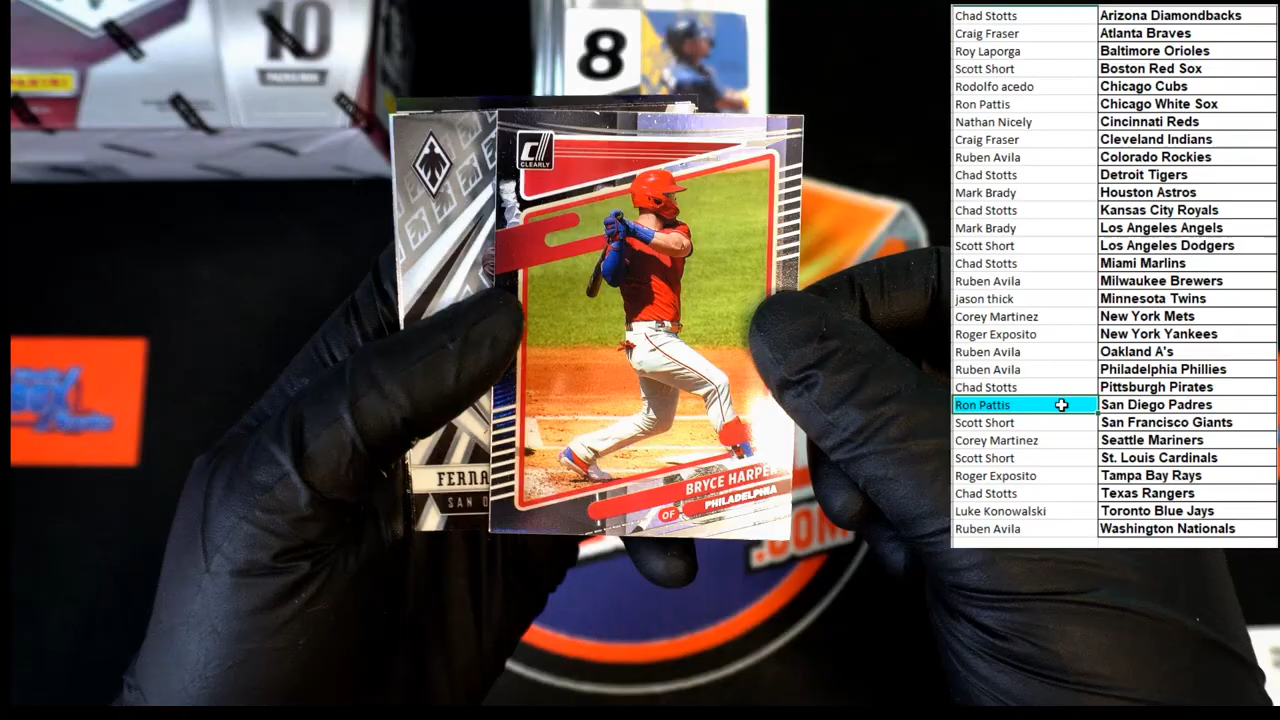 PANINI
10
8
CLEARLY
BRYCE HARPER
PHILADELPHIA
OF
FERNA
SAN D
.COM
Chad Stotts Arizona Diamondbacks
Craig Fraser Atlanta Braves
Roy Laporga Baltimore Orioles
Scott Short Boston Red Sox
Rodolfo acedo Chicago Cubs
Ron Pattis Chicago White Sox
Nathan Nicely Cincinnati Reds
Craig Fraser Cleveland Indians
Ruben Avila Colorado Rockies
Chad Stotts Detroit Tigers
Mark Brady Houston Astros
Chad Stotts Kansas City Royals
Mark Brady Los Angeles Angels
Scott Short Los Angeles Dodgers
Chad Stotts Miami Marlins
Ruben Avila Milwaukee Brewers
jason thick Minnesota Twins
Corey Martinez New York Mets
Roger Exposito New York Yankees
Ruben Avila Oakland A's
Ruben Avila Philadelphia Phillies
Chad Stotts Pittsburgh Pirates
Ron Pattis San Diego Padres
Scott Short San Francisco Giants
Corey Martinez Seattle Mariners
Scott Short St. Louis Cardinals
Roger Exposito Tampa Bay Rays
Chad Stotts Texas Rangers
Luke Konowalski Toronto Blue Jays
Ruben Avila Washington Nationals